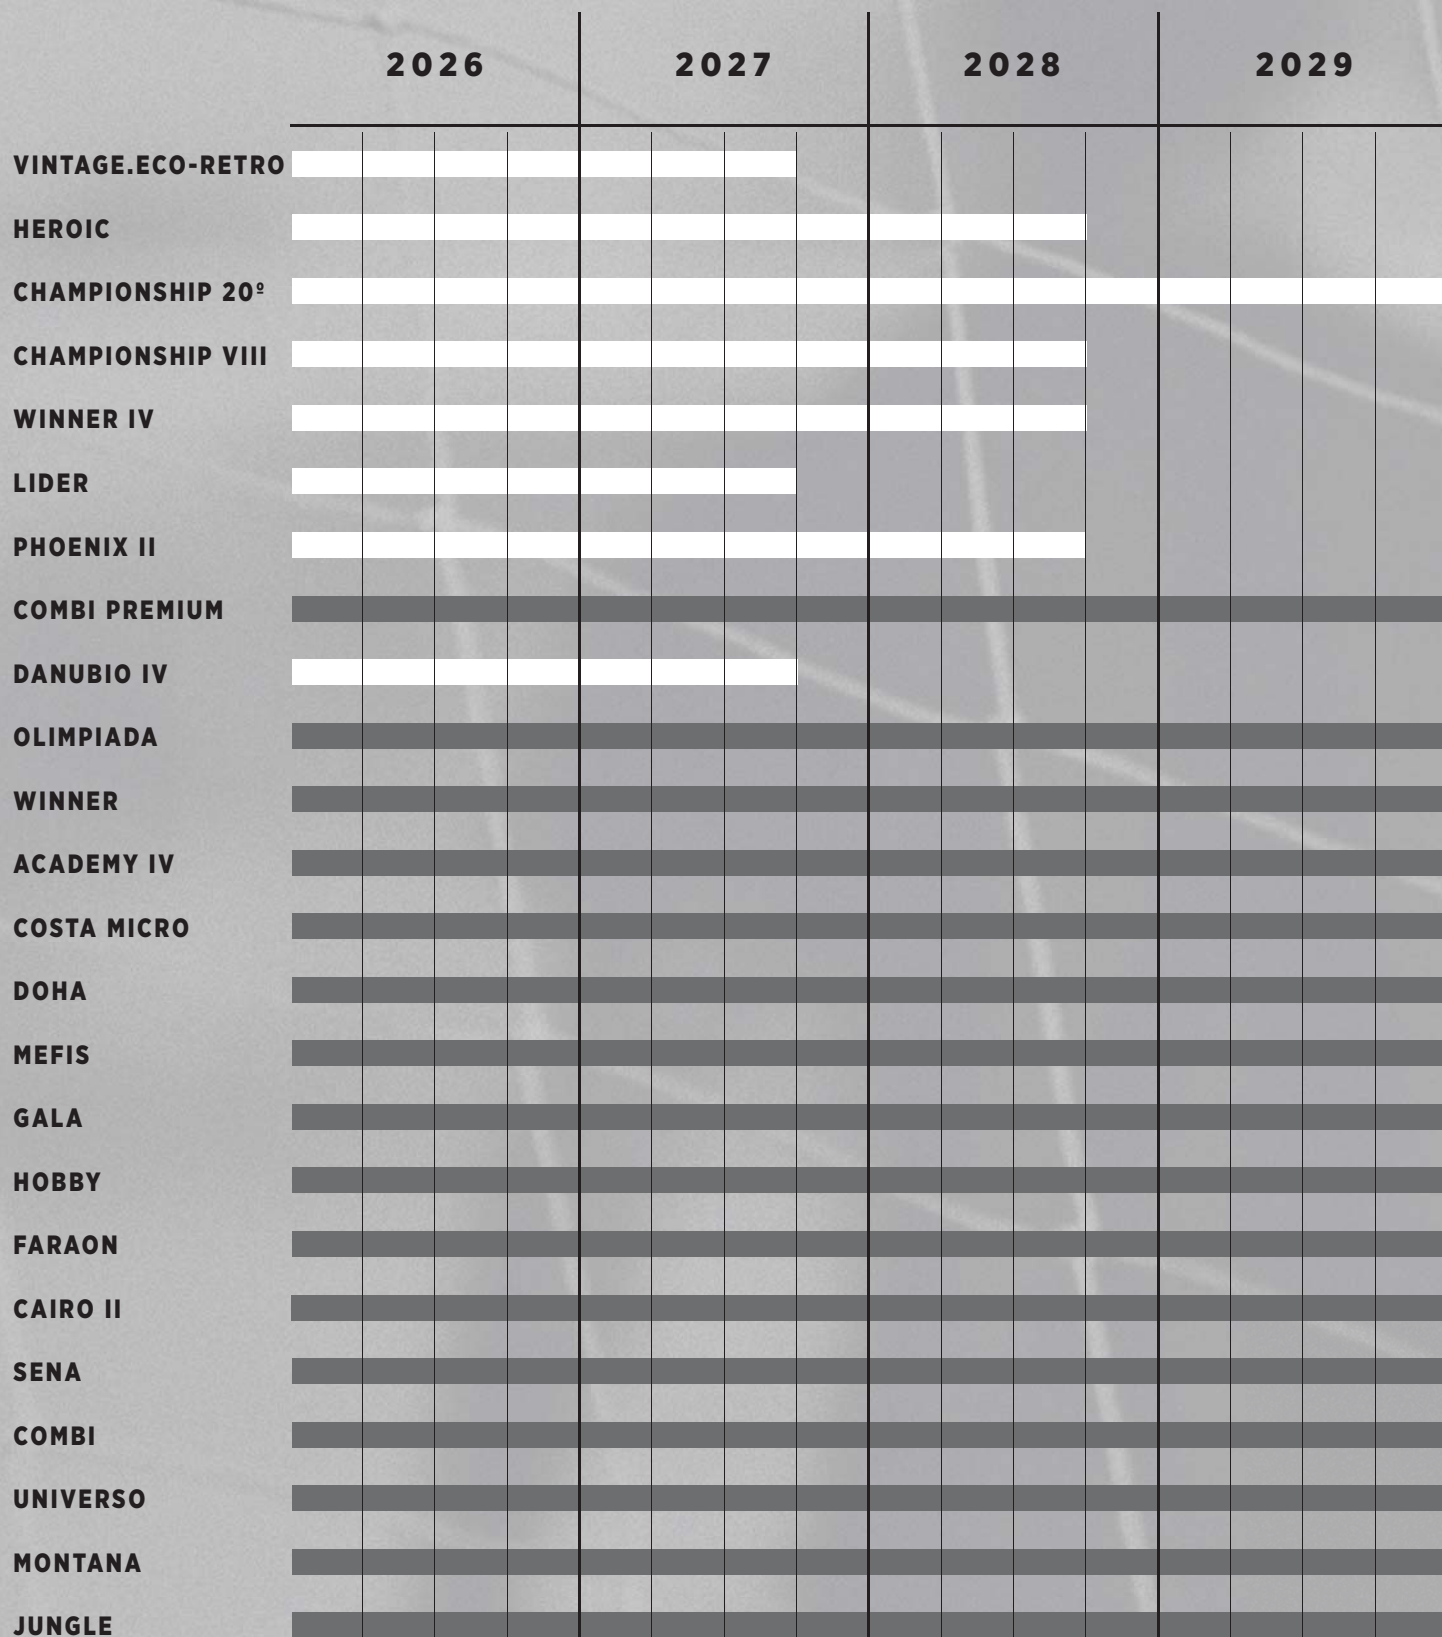 2026 2027 2028 2029
VINTAGE.ECO-RETRO
HEROIC
CHAMPIONSHIP 20º
CHAMPIONSHIP VIII
WINNER IV
LIDER
PHOENIX II
COMBI PREMIUM
DANUBIO IV
OLIMPIADA
WINNER
ACADEMY IV
COSTA MICRO
DOHA
MEFIS
GALA
HOBBY
FARAON
CAIRO II
SENA
COMBI
UNIVERSO
MONTANA
JUNGLE